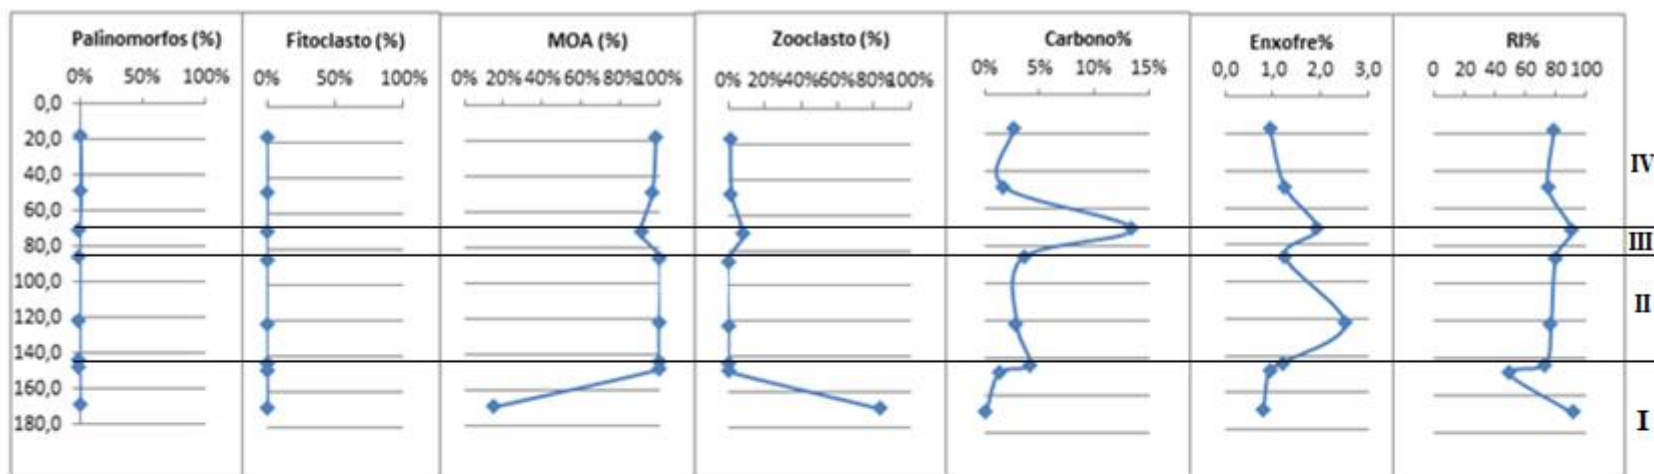 Palinomorfos (%)
0% 50% 100%
Fitoclasto (%)
0% 50% 100%
MOA (%)
0% 20% 40% 60% 80% 100%
Zooclasto (%)
0% 20% 40% 60% 80% 100%
Carbono%
0% 5% 10% 15%
Enxofre%
0,0 1,0 2,0 3,0
RI%
0 20 40 60 80 100
0,0
20,0
40,0
60,0
80,0
100,0
120,0
140,0
160,0
180,0
IV
III
II
I